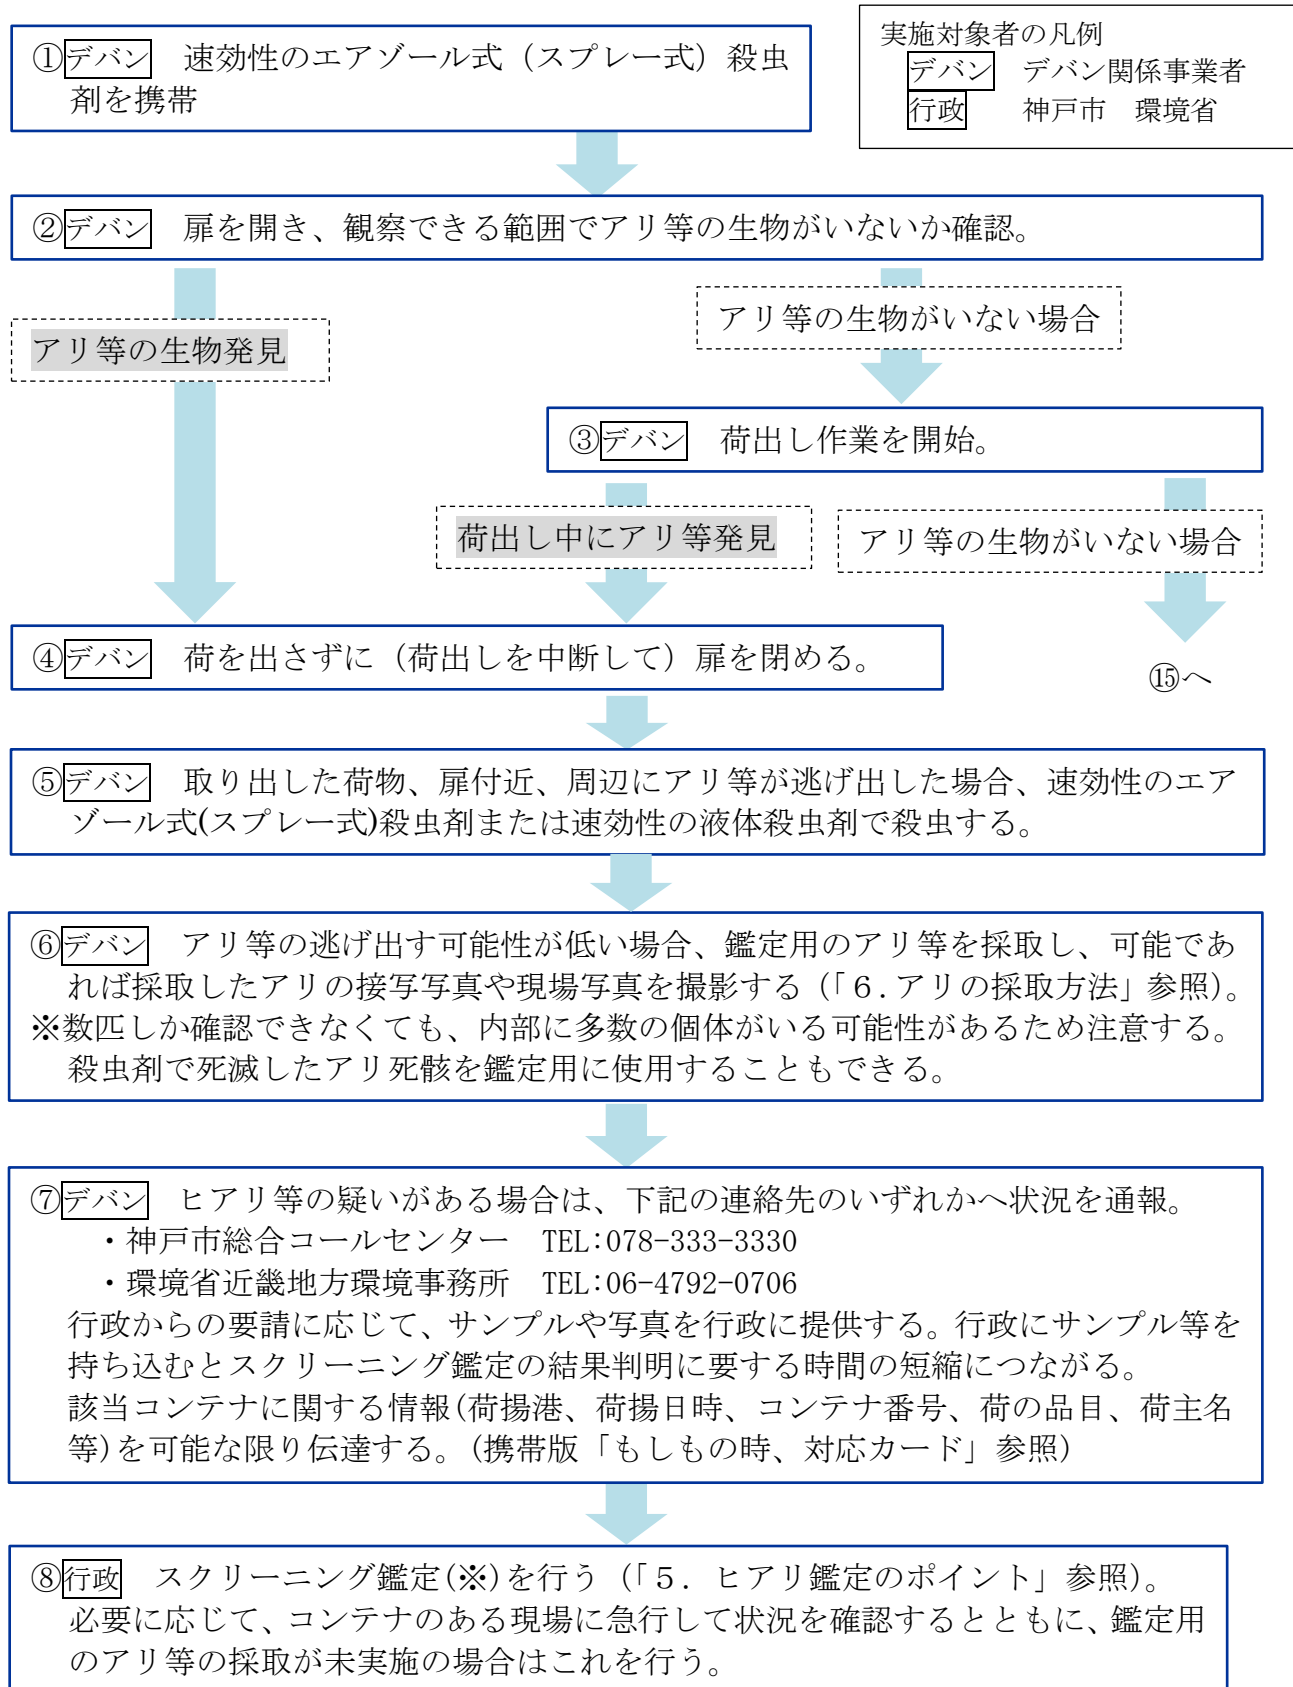 ①デバン　速効性のエアゾール式（スプレー式）殺虫
剤を携帯
実施対象者の凡例
デバン　デバン関係事業者
行政　神戸市　環境省
②デバン　扉を開き、観察できる範囲でアリ等の生物がいないか確認。
アリ等の生物発見
アリ等の生物がいない場合
③デバン　荷出し作業を開始。
荷出し中にアリ等発見
アリ等の生物がいない場合
④デバン　荷を出さずに（荷出しを中断して）扉を閉める。
⑮へ
⑤デバン　取り出した荷物、扉付近、周辺にアリ等が逃げ出した場合、速効性のエア
ゾール式(スプレー式)殺虫剤または速効性の液体殺虫剤で殺虫する。
⑥デバン　アリ等の逃げ出す可能性が低い場合、鑑定用のアリ等を採取し、可能であ
れば採取したアリの接写写真や現場写真を撮影する（「６.アリの採取方法」参照）。
※数匹しか確認できなくても、内部に多数の個体がいる可能性があるため注意する。
殺虫剤で死滅したアリ死骸を鑑定用に使用することもできる。
⑦デバン　ヒアリ等の疑いがある場合は、下記の連絡先のいずれかへ状況を通報。
・神戸市総合コールセンター　TEL:078-333-3330
・環境省近畿地方環境事務所　TEL:06-4792-0706
行政からの要請に応じて、サンプルや写真を行政に提供する。行政にサンプル等を
持ち込むとスクリーニング鑑定の結果判明に要する時間の短縮につながる。
該当コンテナに関する情報(荷揚港、荷揚日時、コンテナ番号、荷の品目、荷主名
等)を可能な限り伝達する。(携帯版「もしもの時、対応カード」参照)
⑧行政　スクリーニング鑑定(※)を行う（「５．ヒアリ鑑定のポイント」参照）。
必要に応じて、コンテナのある現場に急行して状況を確認するとともに、鑑定用
のアリ等の採取が未実施の場合はこれを行う。